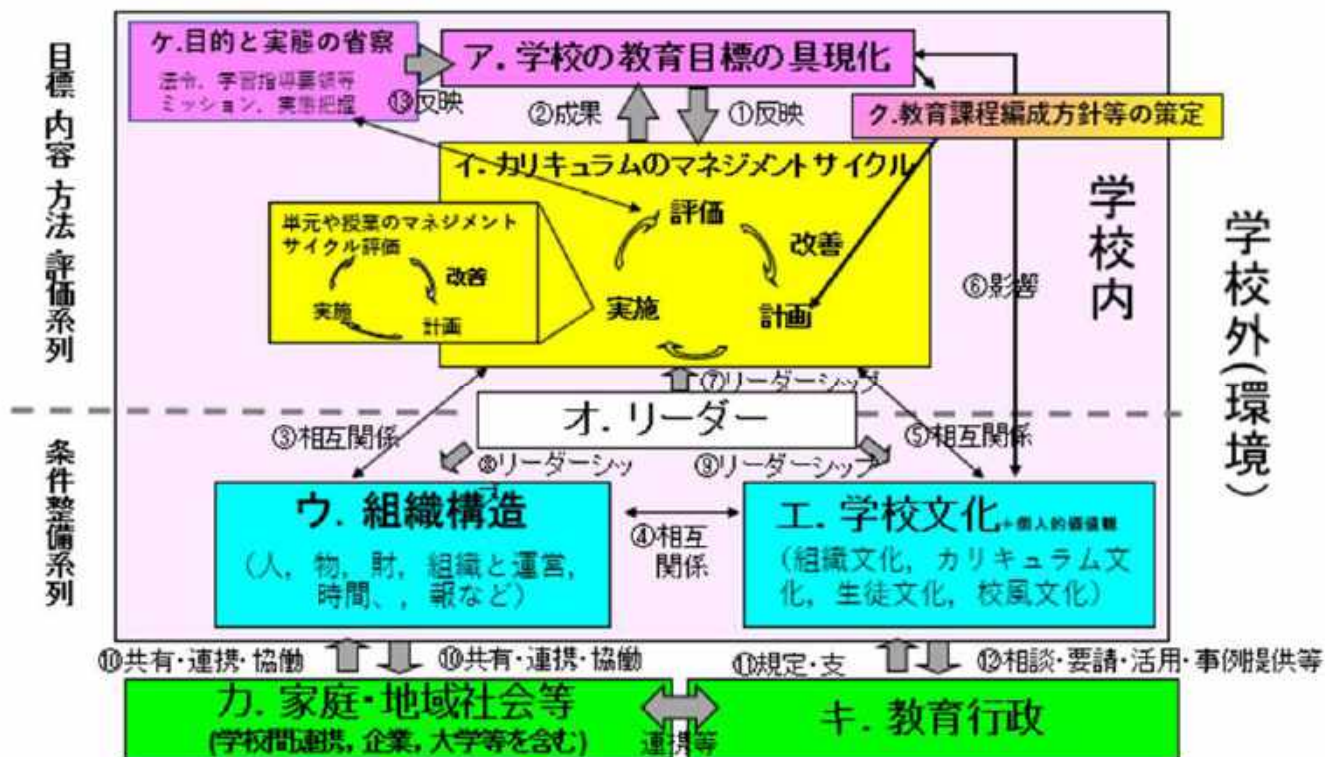 目標・内容・方法・評価系列
条件整備系列
ケ.目的と実態の省察
法令、学習指導要領等
ミッション、実態把握
⑬反映
ア. 学校の教育目標の具現化
②成果
①反映
ク.教育課程編成方針等の策定
イ. カリキュラムのマネジメントサイクル
評価
改善
計画
実施
単元や授業のマネジメント
サイクル評価
改善
計画
実施
学校内
学校外(環境)
⑥影響
⑦リーダーシップ
オ. リーダー
③相互関係
⑤相互関係
⑧リーダーシッ
⑨リーダーシップ
ウ. 組織構造
(人, 物, 財, 組織と運営,
時間、, 報など)
④相互
関係
エ. 学校文化+個人的価値観
(組織文化, カリキュラム文
化, 生徒文化, 校風文化)
⑩共有・連携・協働
⑩共有・連携・協働
⑪規定・支
⑫相談・要請・活用・事例提供等
カ. 家庭・地域社会等
(学校間連携, 企業, 大学等を含む)
連携等
キ. 教育行政